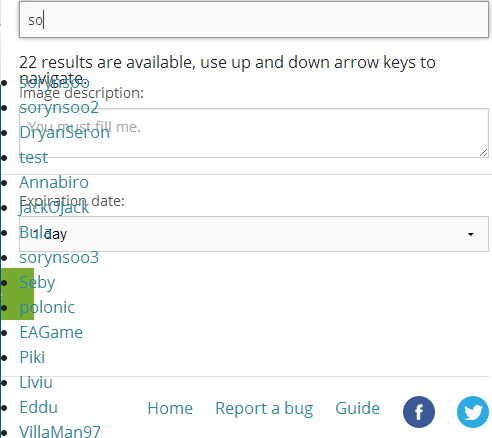 so
22 results are available, use up and down arrow keys to
navigate.
sorynsoo
Image description:
sorynsoo2
You must fill me.
DryanSeron
test
Annabiro
Expiration date:
JackOJack
Bula
1 day
sorynsoo3
Seby
polonic
EAGame
Piki
Liviu
Eddu
Home Report a bug Guide
VillaMan97